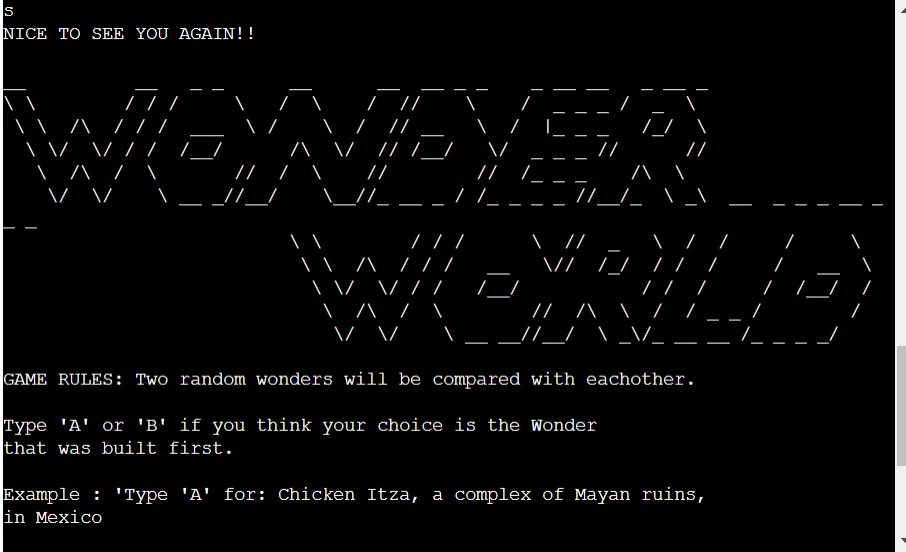 s
NICE TO SEE YOU AGAIN!!
WONDER
WORLD
GAME RULES: Two random wonders will be compared with eachother.
Type 'A' or 'B' if you think your choice is the Wonder
that was built first.
Example : 'Type 'A' for: Chicken Itza, a complex of Mayan ruins,
in Mexico